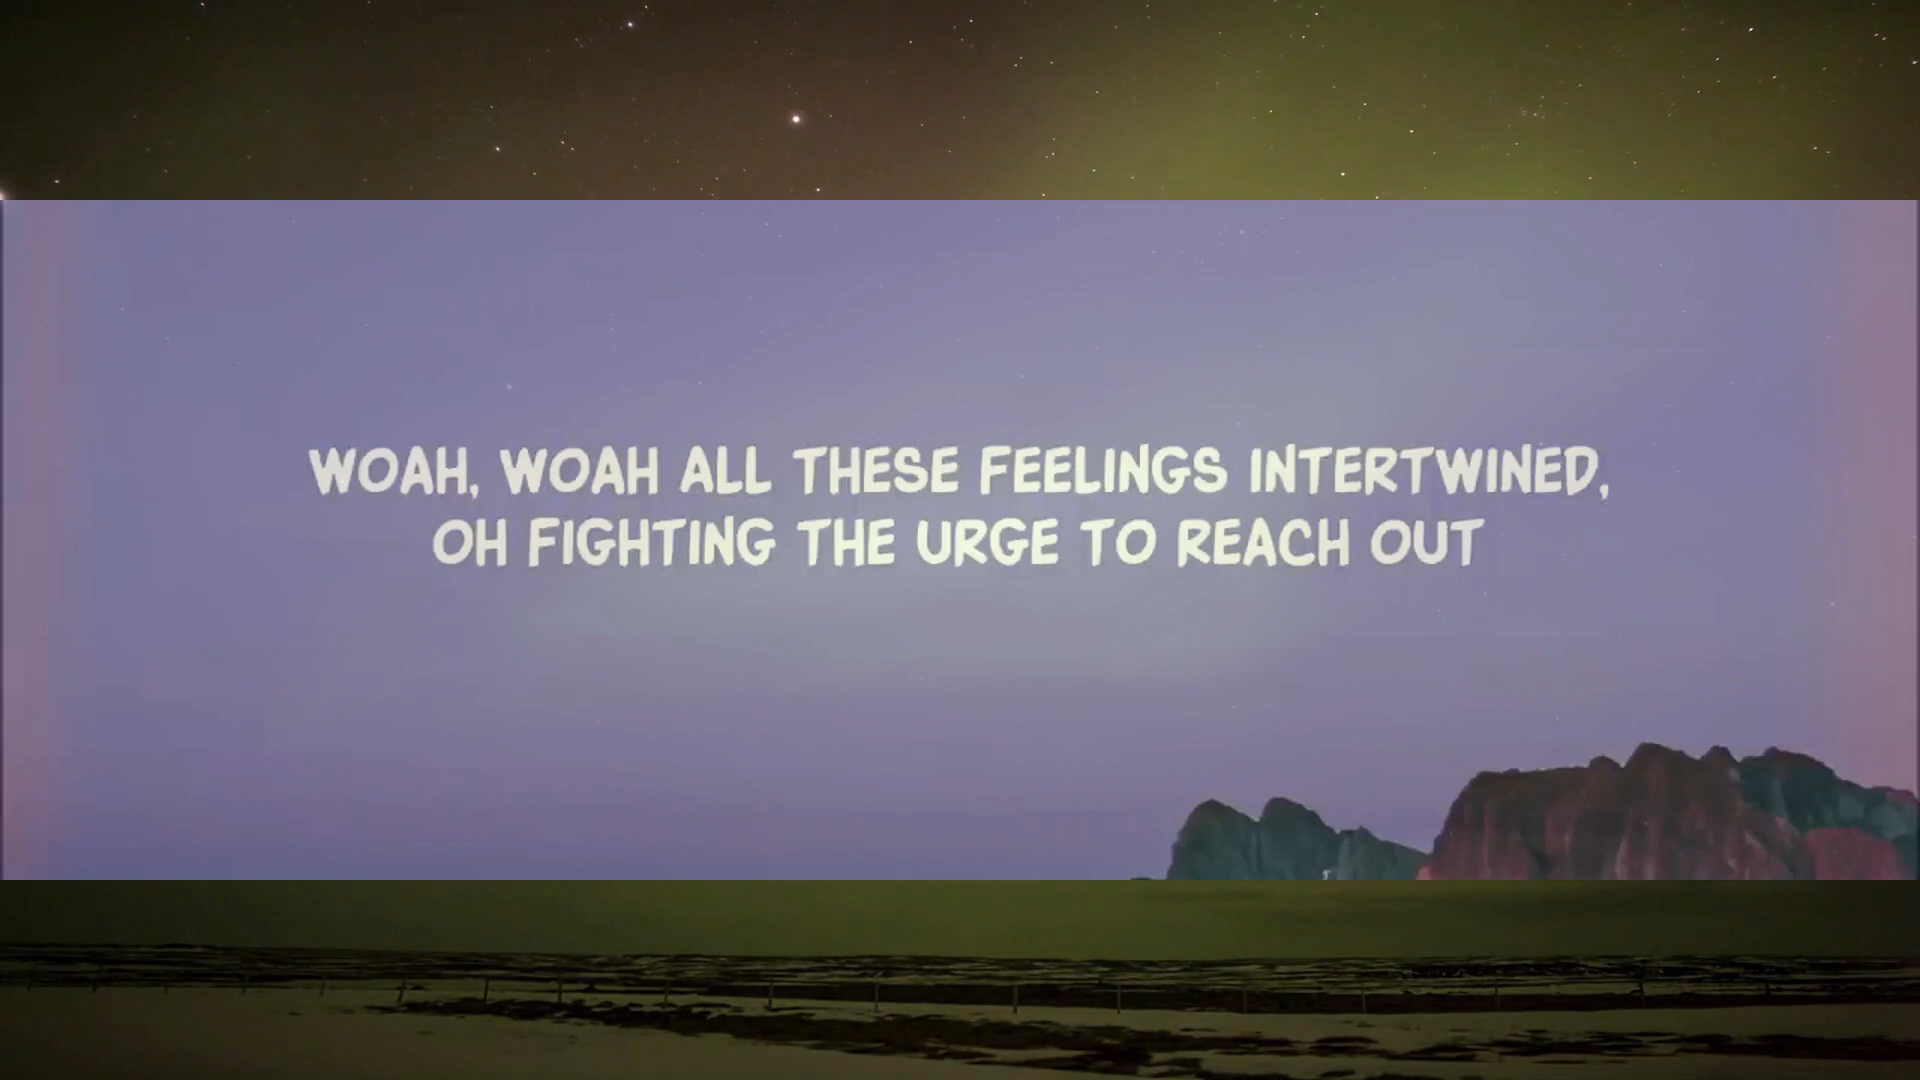 WOAH, WOAH ALL THESE FEELINGS INTERTWINED,
OH FIGHTING THE URGE TO REACH OUT